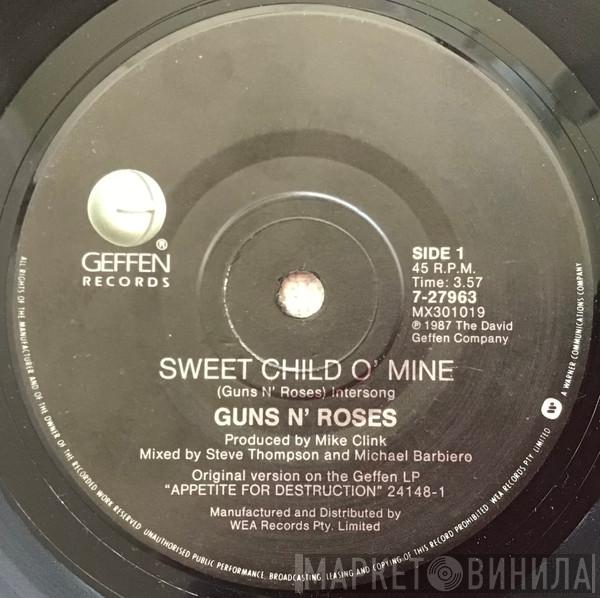 GEFFEN
RECORDS
®
SIDE 1
45 R.P.M.
Time: 3.57
7-27963
MX301019
℗ 1987 The David
Geffen Company
SWEET CHILD O' MINE
(Guns N' Roses) Intersong
GUNS N' ROSES
Produced by Mike Clink
Mixed by Steve Thompson and Michael Barbiero
Original version on the Geffen LP
"APPETITE FOR DESTRUCTION" 24148-1
Manufactured and Distributed by
WEA Records Pty. Limited
ALL RIGHTS OF THE MANUFACTURER AND OF THE OWNER OF THE RECORDED WORK RESERVED. UNAUTHORISED PUBLIC PERFORMANCE, BROADCASTING, LEASING AND COPYING OF THIS RECORD PROHIBITED. WEA RECORDS PTY. LIMITED
A WARNER COMMUNICATIONS COMPANY
МАРКЕТ ВИНИЛА